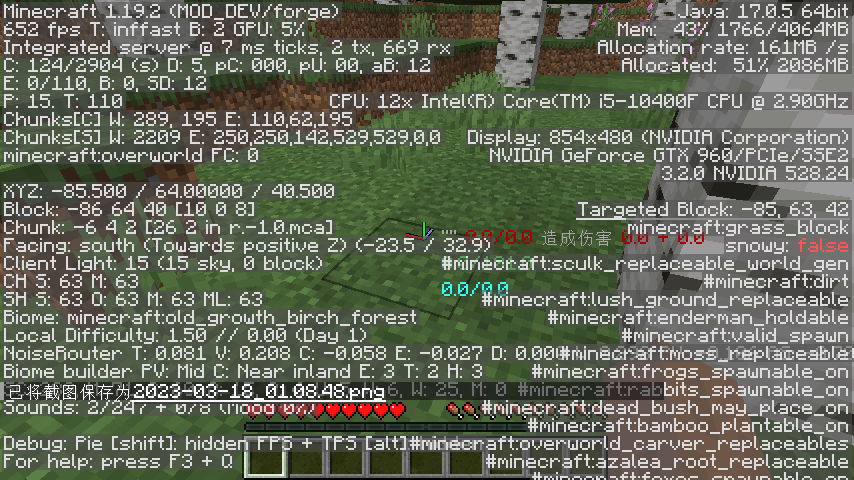 Minecraft 1.19.2 (MOD_DEV/forge)
652 fps T: inffast B: 2 GPU: 5%
Integrated server @ 7 ms ticks, 2 tx, 669 rx
C: 124/2904 (s) D: 5, pC: 000, pU: 00, aB: 12
E: 0/110, B: 0, SD: 12
P: 15. T: 110
Chunks[C] W: 289, 195 E: 110,62,195
Chunks[S] W: 2209 E: 250,250,142,529,529,0,0
minecraft:overworld FC: 0
XYZ: -85.500 / 64.00000 / 40.500
Block: -86 64 40 [10 0 8]
Chunk: -6 4 2 [26 2 in r.-1.0.mca]
Facing: south (Towards positive Z) (-23.5 / 32.9)
Client Light: 15 (15 sky, 0 block)
CH S: 63 M: 63
SH S: 63 O: 63 M: 63 ML: 63
Biome: minecraft:old_growth_birch_forest
Local Difficulty: 1.50 // 0.00 (Day 1)
NoiseRouter T: 0.081 V: 0.208 C: -0.058 E: -0.027 D: 0.00
Biome builder PV: Mid C: Near inland E: 3 T: 2 H: 3
6, W: 25, M: 0
已将截图保存为2023-03-18_01.08.48.png
Sounds: 2/247 + 0/8
Debug: Pie [shift]: hidden FPS + TPS [alt]
For help: press F3 + Q
Java: 17.0.5 64bit
Mem: 43% 1766/4064MB
Allocation rate: 161MB /s
Allocated: 51% 2086MB
CPU: 12x Intel(R) Core(TM) i5-10400F CPU @ 2.90GHz
Display: 854x480 (NVIDIA Corporation)
NVIDIA GeForce GTX 960/PCIe/SSE2
3.2.0 NVIDIA 528.24
Targeted Block: -85, 63, 42
t:grass_block
snowy: false
#minecraft:sculk_replaceable_world_gen
#minecraft:dirt
#minecraft:lush_ground_replaceable
#minecraft:enderman_holdable
#minecraft:valid_spawn
#minecraft:moss_replaceable
#minecraft:frogs_spawnable_on
#minecraft:rabbits_spawnable_on
#minecraft:dead_bush_may_place_on
#minecraft:bamboo_plantable_on
#minecraft:overworld_carver_replaceables
#minecraft:azalea_root_replaceable
#minecraft:foxes_spawnable_on
0.0/0.0 造成伤害 0.0 + 0.0
0.0/0.0